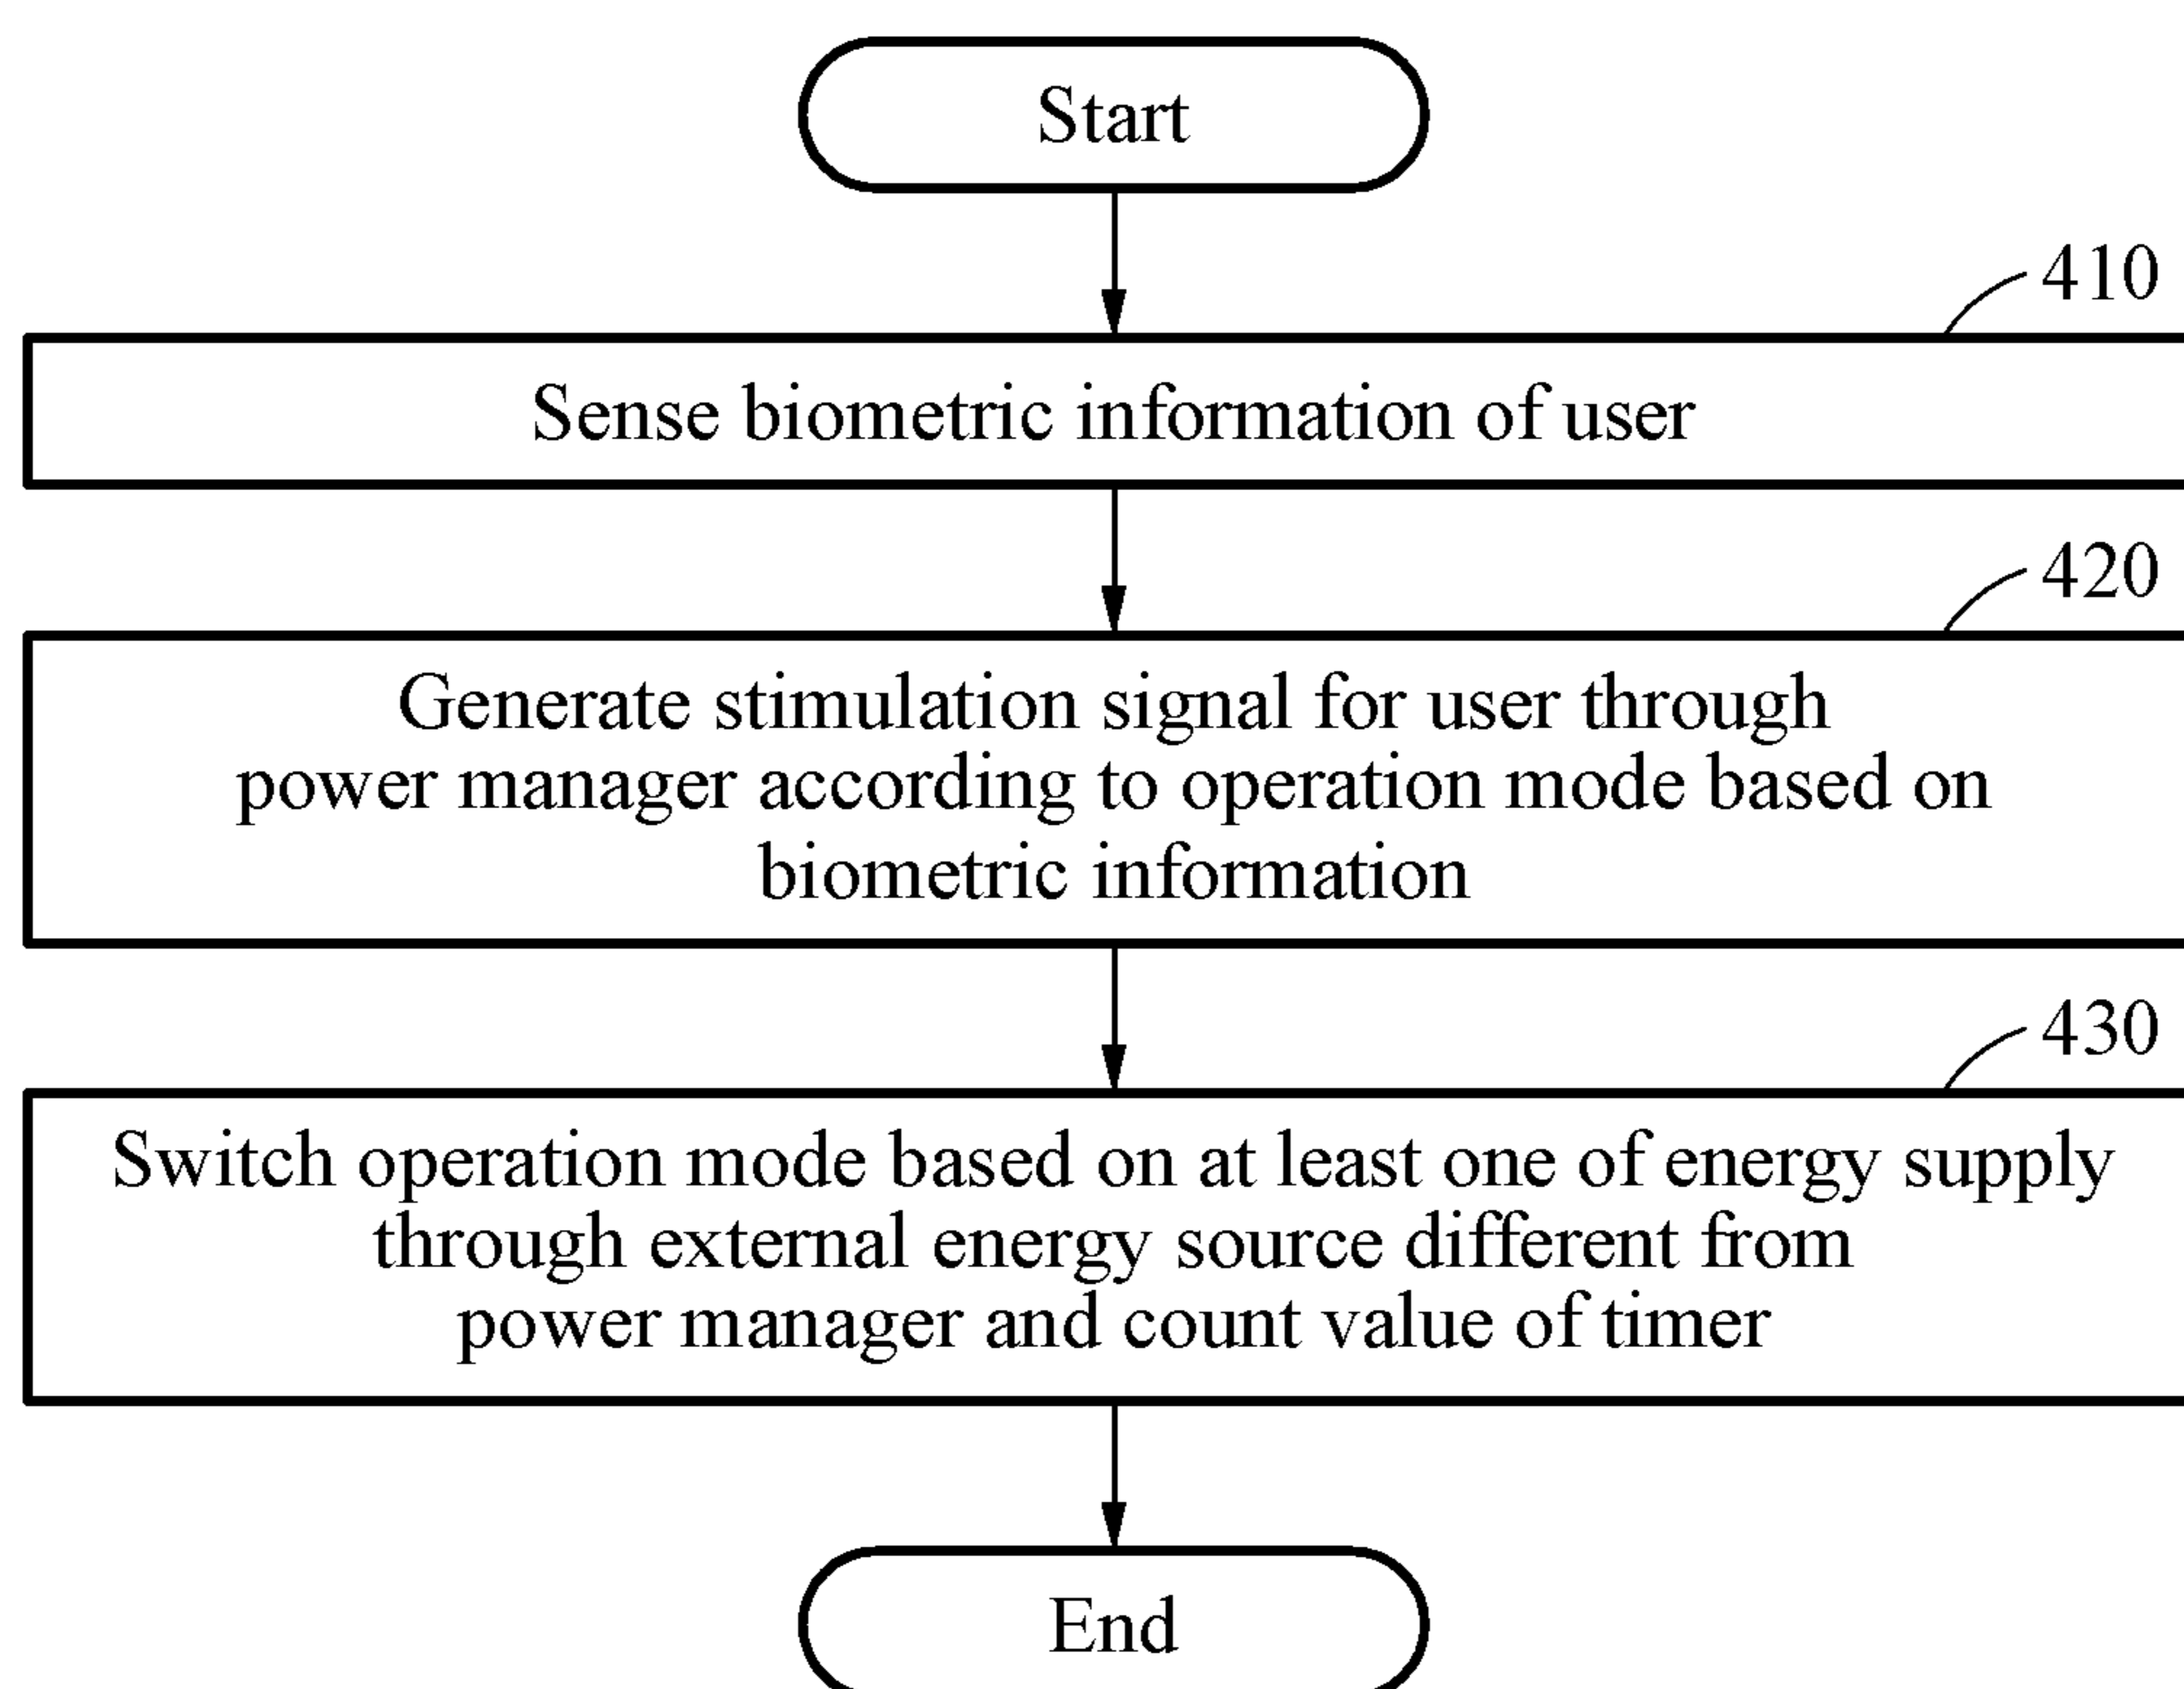 Start
410
Sense biometric information of user
420
Generate stimulation signal for user through
power manager according to operation mode based on
biometric information
430
Switch operation mode based on at least one of energy supply
through external energy source different from
power manager and count value of timer
End